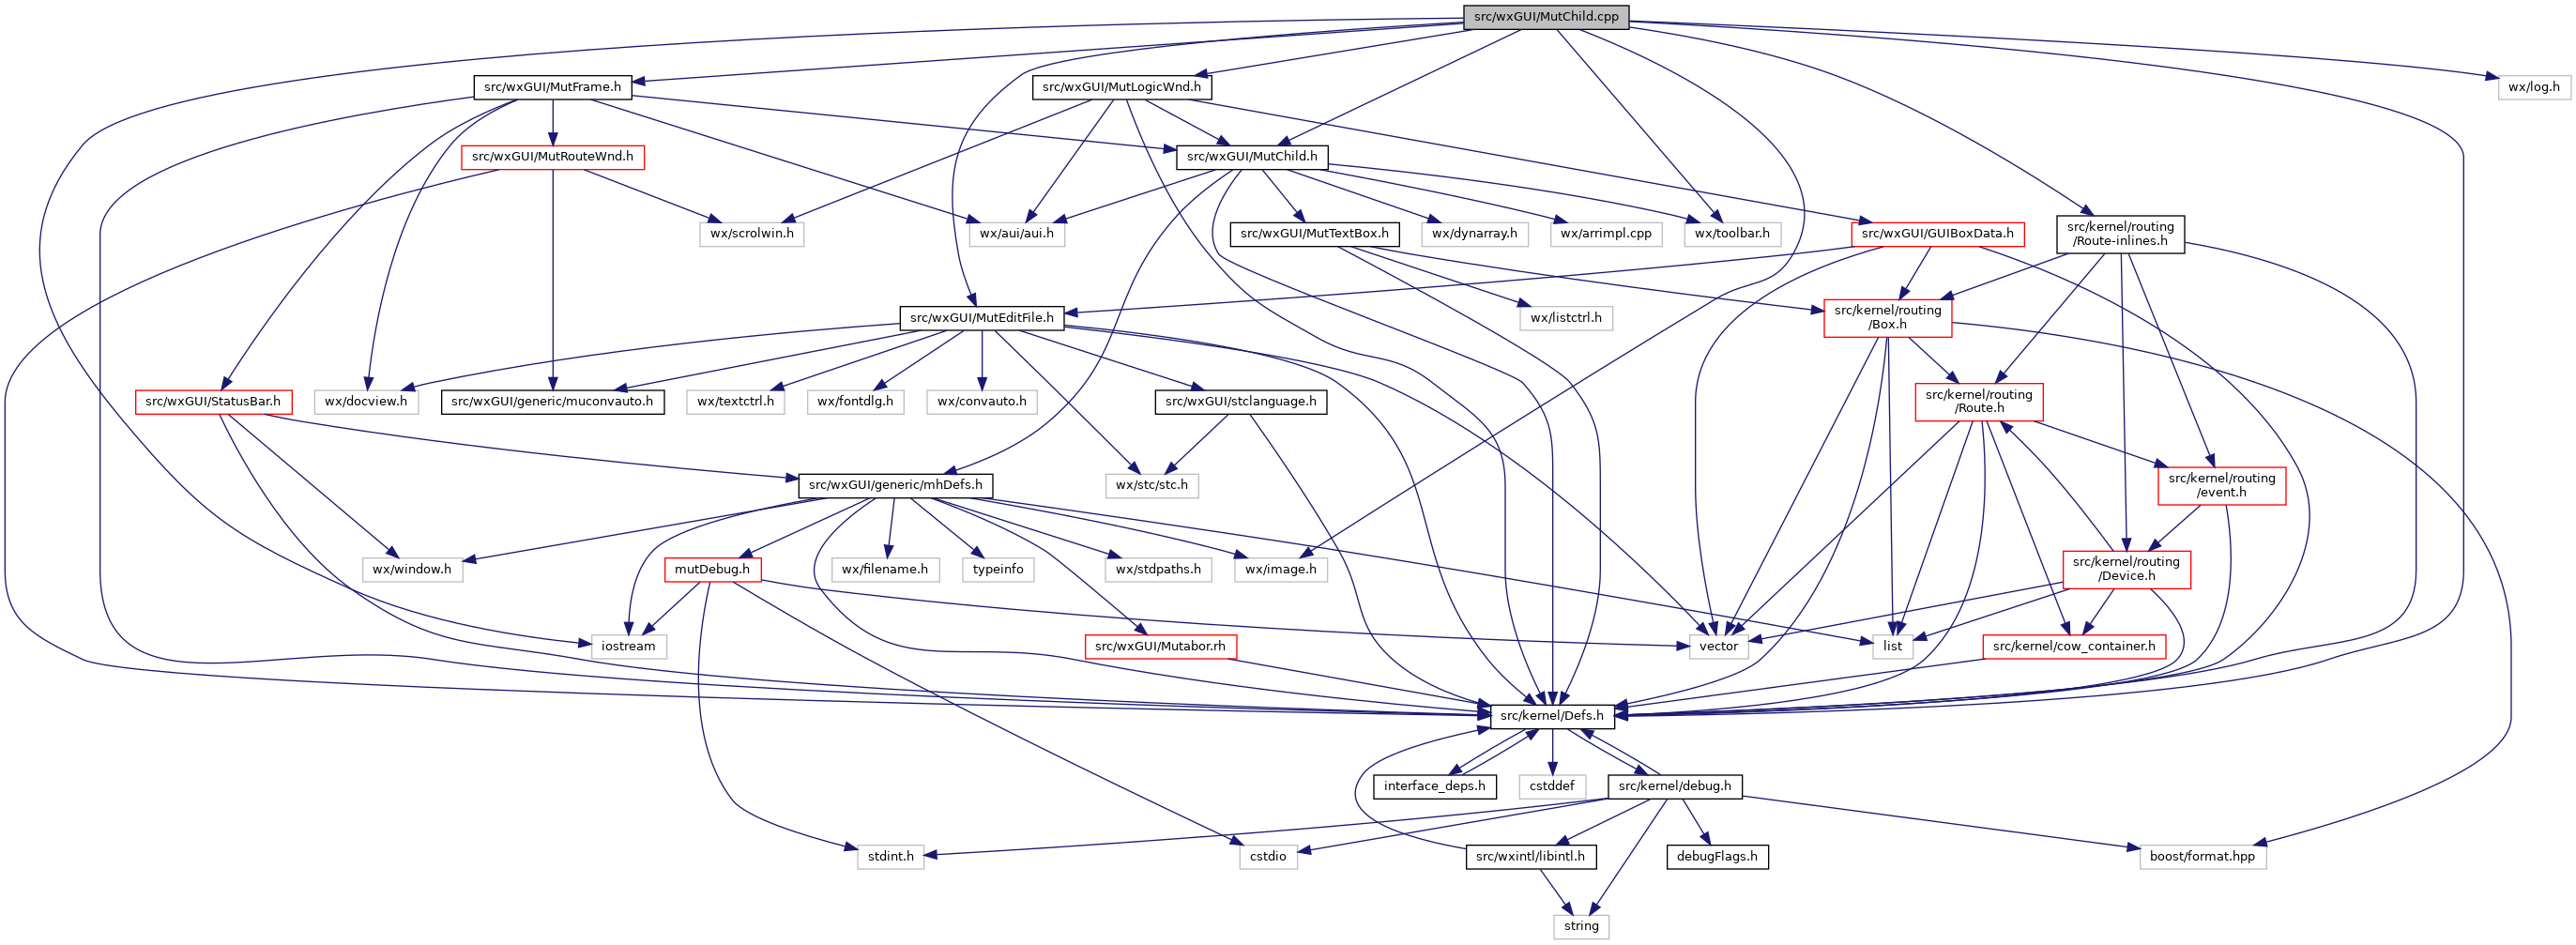 src/wxGUI/MutChild.cpp
src/wxGUI/MutFrame.h
src/wxGUI/MutLogicWnd.h
wx/log.h
src/wxGUI/MutRouteWnd.h
src/wxGUI/MutChild.h
wx/scrolwin.h
wx/aui/aui.h
src/wxGUI/MutTextBox.h
wx/dynarray.h
wx/arrimpl.cpp
wx/toolbar.h
src/wxGUI/GUIBoxData.h
src/kernel/routing
/Route-inlines.h
src/wxGUI/MutEditFile.h
wx/listctrl.h
src/kernel/routing
/Box.h
src/wxGUI/StatusBar.h
wx/docview.h
src/wxGUI/generic/muconvauto.h
wx/textctrl.h
wx/fontdlg.h
wx/convauto.h
src/wxGUI/stclanguage.h
src/kernel/routing
/Route.h
src/wxGUI/generic/mhDefs.h
wx/stc/stc.h
src/kernel/routing
/event.h
wx/window.h
mutDebug.h
wx/filename.h
typeinfo
wx/stdpaths.h
wx/image.h
src/kernel/routing
/Device.h
iostream
src/wxGUI/Mutabor.rh
vector
list
src/kernel/cow_container.h
src/kernel/Defs.h
interface_deps.h
cstddef
src/kernel/debug.h
stdint.h
cstdio
src/wxintl/libintl.h
debugFlags.h
boost/format.hpp
string